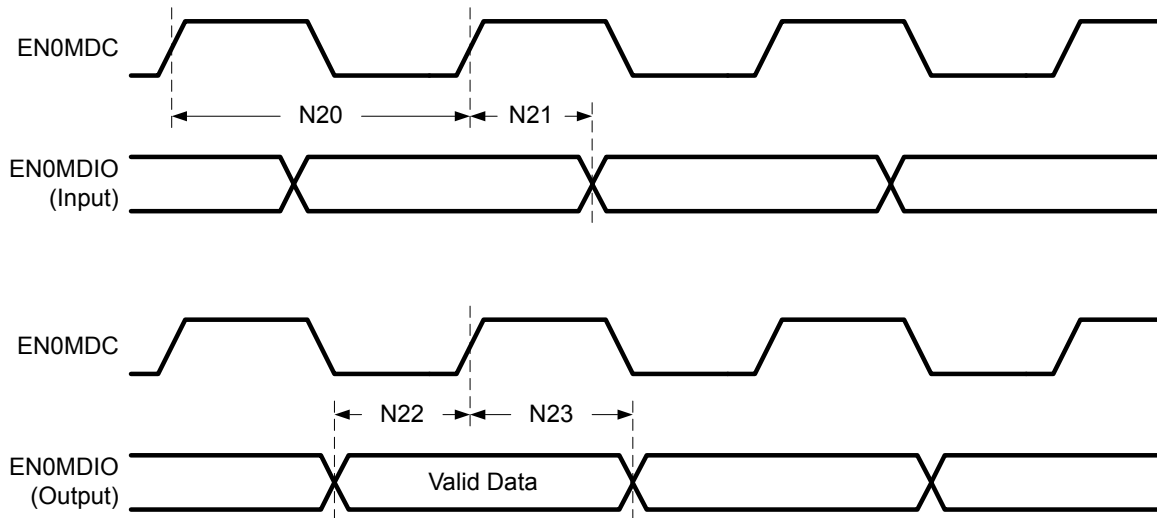 EN0MDC
N20
N21
EN0MDIO
(Input)
EN0MDC
N22
N23
EN0MDIO
(Output)
Valid Data